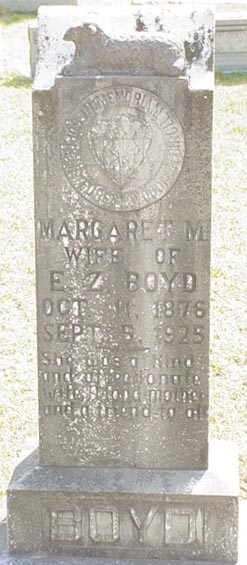 MARGARET M.
WIFE OF
E. Z. BOYD
OCT. 11, 1876
SEPT. 5, 1925
She was a kind
and affectionate
wife, a fond mother
and a friend to all
BOYD